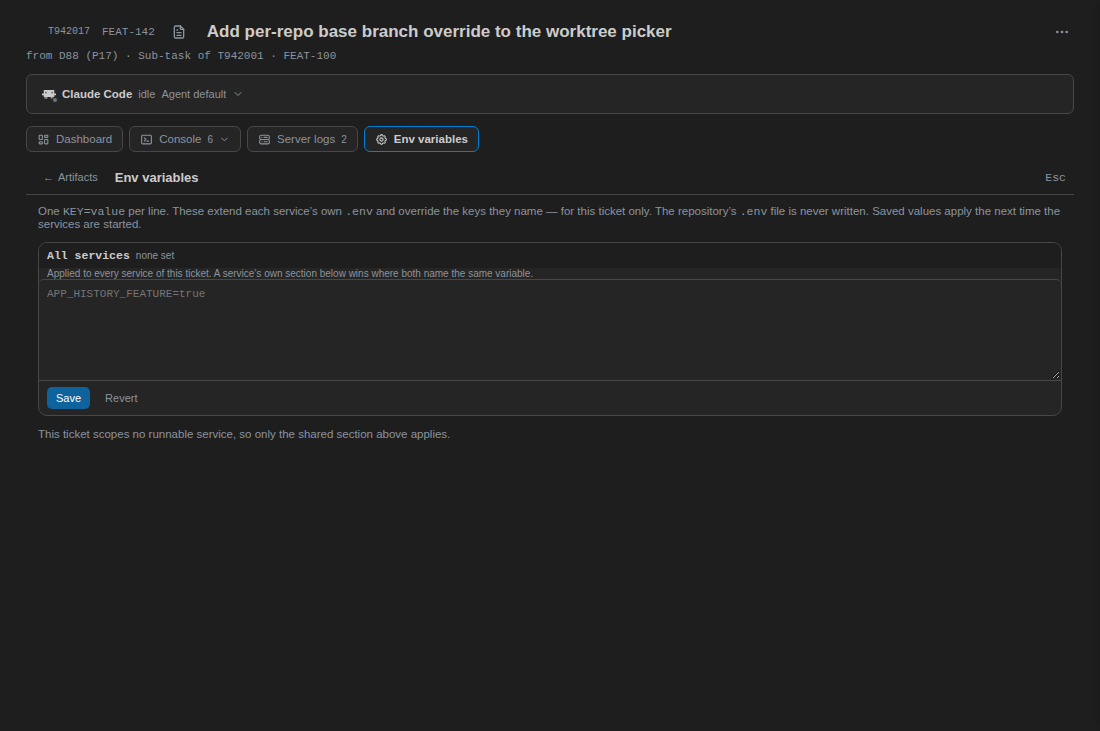 T942017 FEAT-142 Add per-repo base branch override to the worktree picker
from D88 (P17) · Sub-task of T942001 · FEAT-100
Claude Code idle Agent default
Dashboard Console 6 Server logs 2 Env variables
← Artifacts Env variables Esc
One KEY=value per line. These extend each service’s own .env and override the keys they name — for this ticket only. The repository’s .env file is never written. Saved values apply the next time the
services are started.
All services none set
Applied to every service of this ticket. A service’s own section below wins where both name the same variable.
APP_HISTORY_FEATURE=true
Save Revert
This ticket scopes no runnable service, so only the shared section above applies.